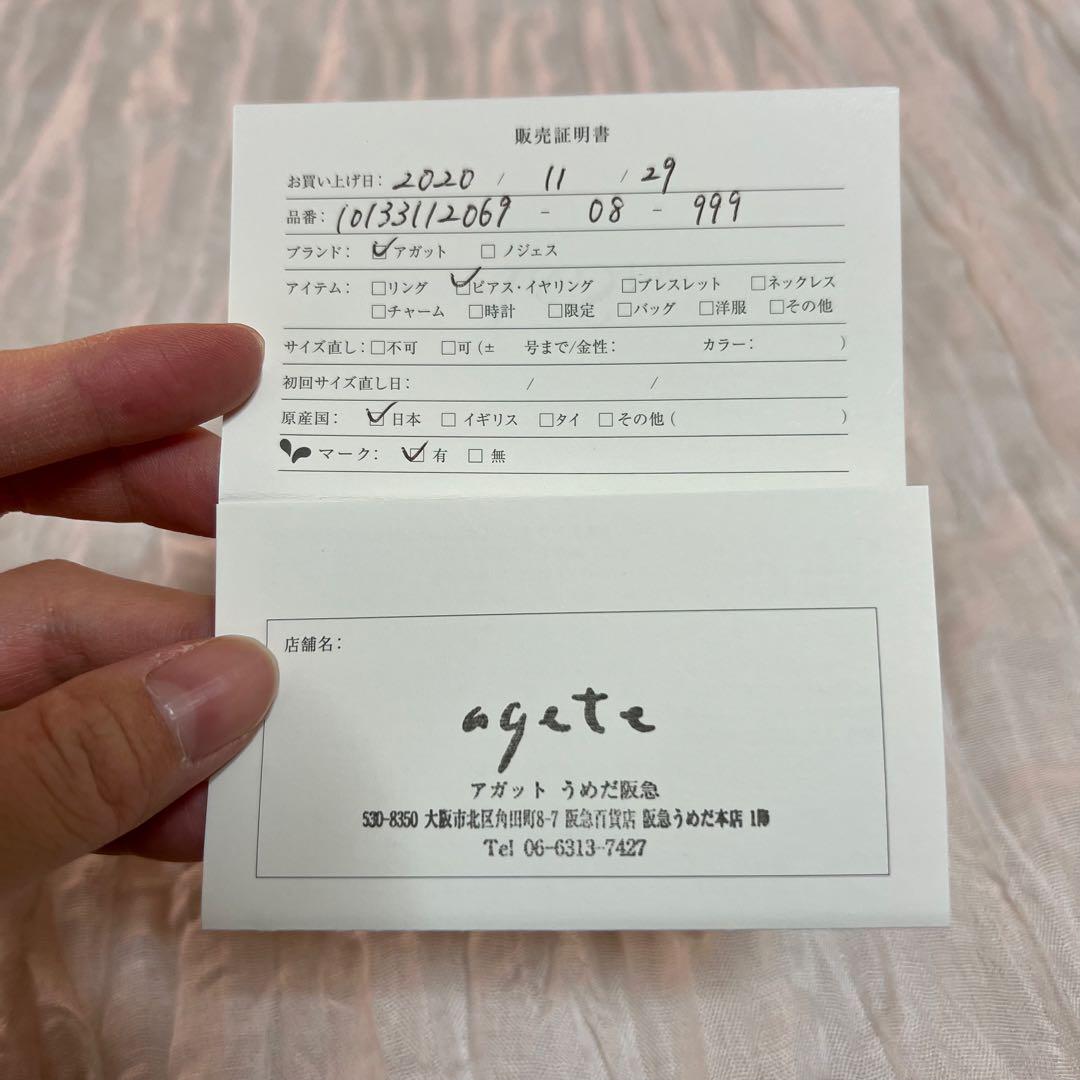 販売証明書
お買い上げ日: 2020 / 11 / 29
品番: 10133112069 - 08 - 999
ブランド: ☑アガット □ノジェス
アイテム: □リング ☑ピアス・イヤリング □ブレスレット □ネックレス
□チャーム □時計 □限定 □バッグ □洋服 □その他
サイズ直し: □不可 □可 (± 号まで/金性: カラー: )
初回サイズ直し日: / /
原産国: ☑日本 □イギリス □タイ □その他 ( )
マーク: ☑有 □無
店舗名:
agete
アガット うめだ阪急
530-8350 大阪市北区角田町8-7 阪急百貨店 阪急うめだ本店 1階
Tel 06-6313-7427